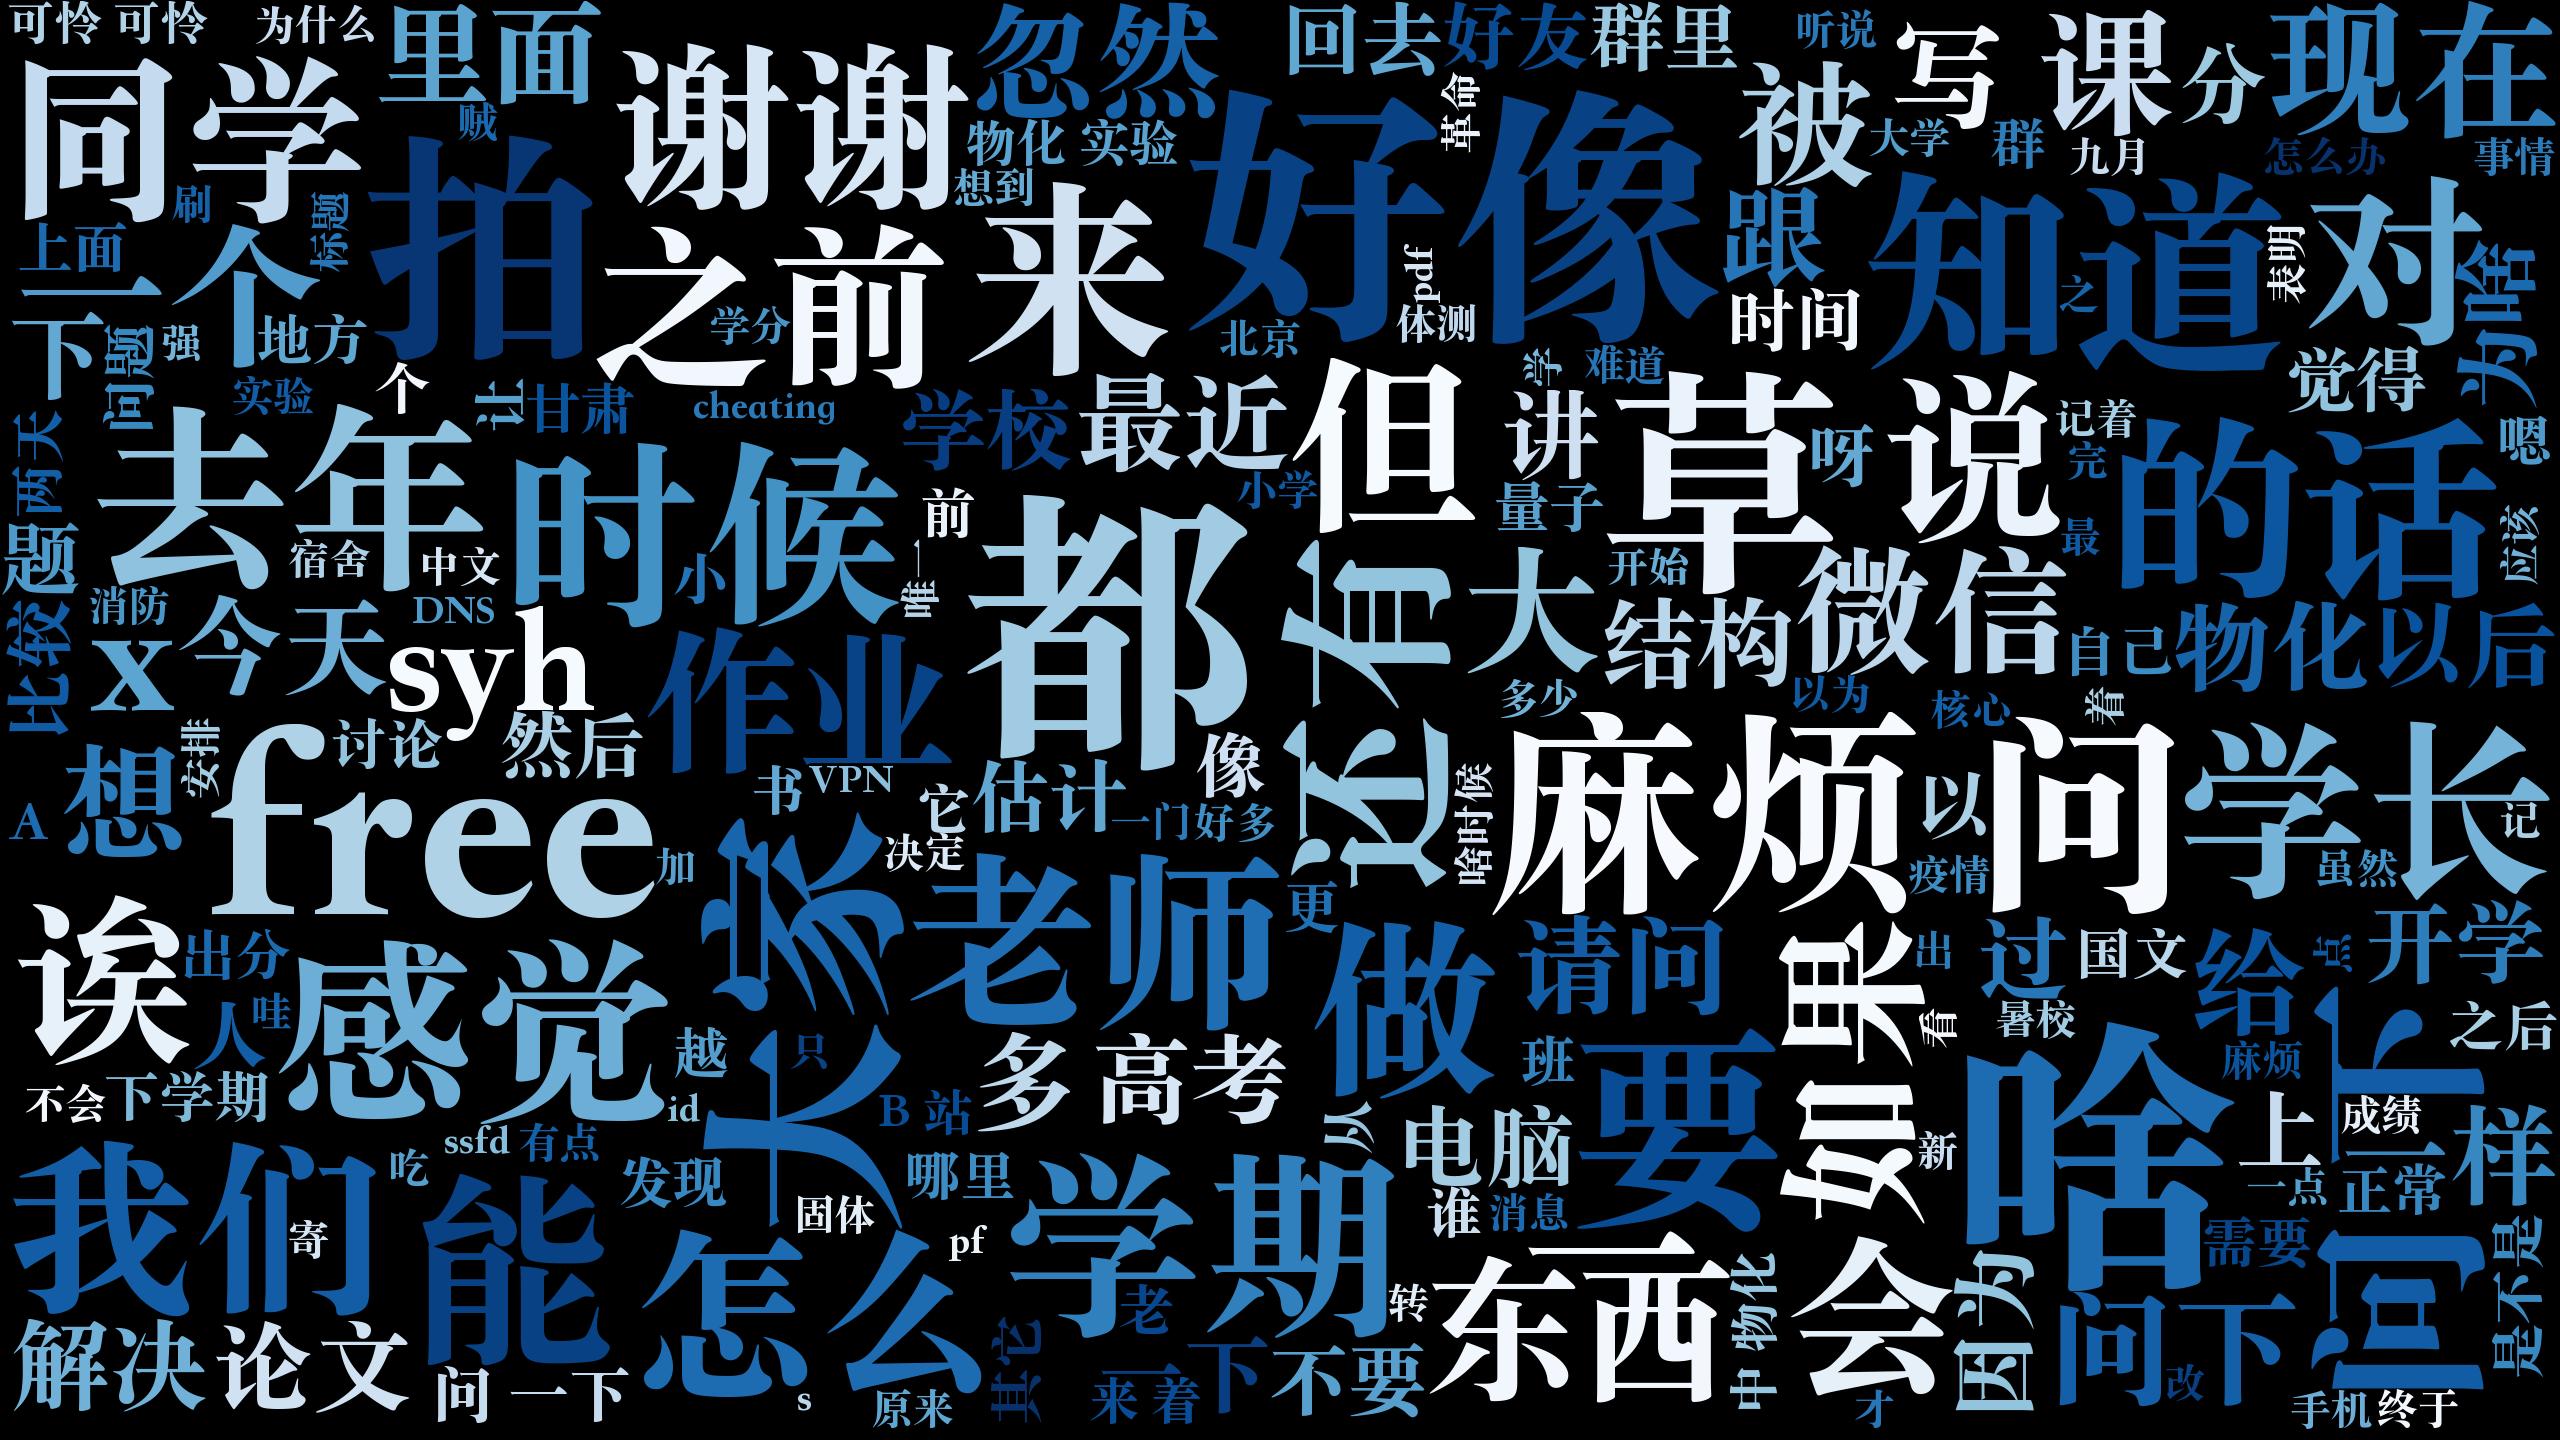 可怜 可怜
为什么
里面
忽然
回去
好友
群里
听说
写
课
分
现在
同学
贼
谢谢
物化 实验
好像
革命
被
大学
群
九月
怎么办
事情
刷
标题
拍
想到
来
跟
知道
表明
对
为啥
上面
一个
之前
学分
pdf
体测
时间
之
下
问题
强
地方
北京
学
难道
觉得
实验
个
让
甘肃
cheating
学校
最近
但
讲
草
呀
说
记着
完
的话
嗯
两天
去年
时候
小学
量子
最
应该
题
宿舍
中文
小
前
唯一
都
还有
大
开始
结构
微信
自己
物化
以后
消防
DNS
x
今天
syh
作业
比较
多少
以为
核心
着
安排
讨论
然后
书
VPN
它
估计
像
一门
好多
啥时候
麻烦问
以
学长
记
A
想
free
加
大家
决定
疫情
虽然
诶
出分
老师
更
做
请问
如果
出
过
国文
给
点
开学
人
哇
感觉
越
只
多
高考
班
要
看
暑校
啥
麻烦
问一下
之后
不会
下学期
id
B 站
从
电脑
上
成绩
一样
我们
吃
ssfd
有点
能
发现
固体
哪里
学期
谁
消息
新
一点
正常
寄
怎么
pf
老
转
东西
中 物化
会
因为
问下
需要
是不是
解决
论文
问 一下
s
原来
其它
一下
来着
不要
才
改
手机
终于